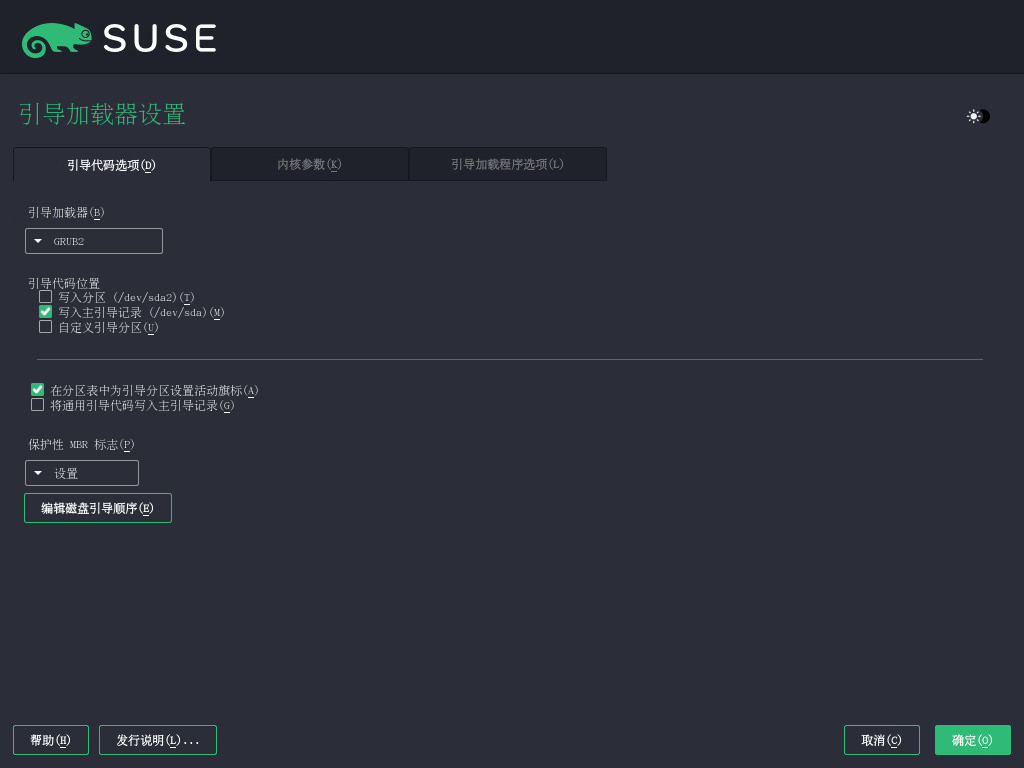 SUSE
引导加载器设置
引导代码选项(D) 内核参数(K) 引导加载程序选项(L)
引导加载器(B)
GRUB2
引导代码位置
写入分区 (/dev/sda2)(T)
写入主引导记录 (/dev/sda)(M)
自定义引导分区(U)
在分区表中为引导分区设置活动旗标(A)
将通用引导代码写入主引导记录(G)
保护性 MBR 标志(P)
设置
编辑磁盘引导顺序(E)
帮助(H) 发行说明(L)... 取消(C) 确定(O)